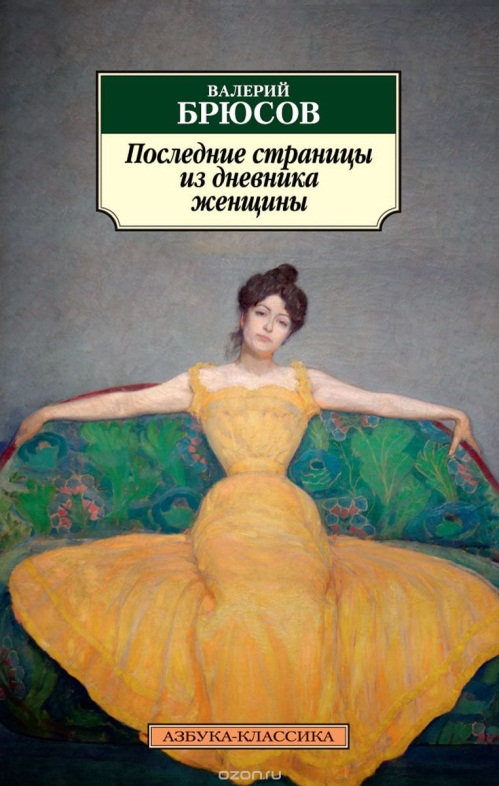 ВАЛЕРИЙ
БРЮСОВ
Последние страницы
из дневника
женщины
АЗБУКА-КЛАССИКА
ozon.ru